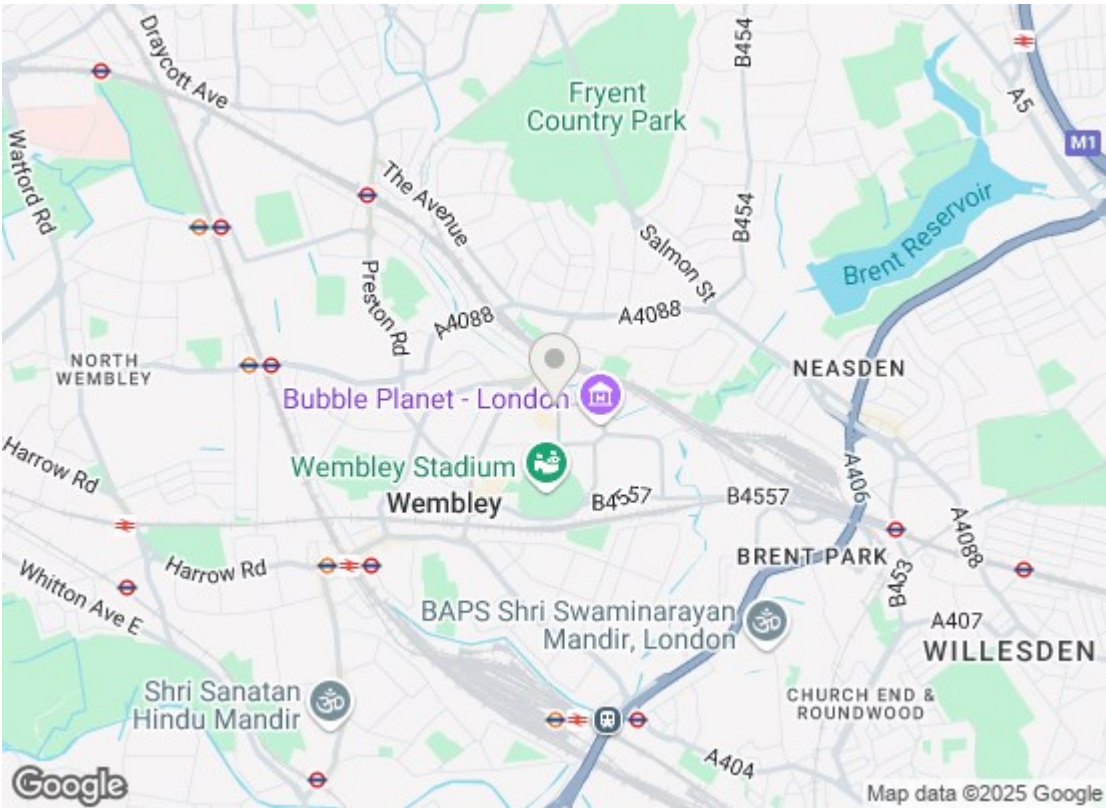 Draycott Ave
B454
Fryent
Country Park
A5
M1
Watford Rd
The Avenue
Brent Reservoir
B454
Salmon St
Preston Rd
A4088
A4088
NORTH
WEMBLEY
NEASDEN
Bubble Planet - London
Harrow Rd
Wembley Stadium
A406
Wembley
B4557
B4557
A4088
BRENT PARK
Harrow Rd
Whitton Ave E
B453
BAPS Shri Swaminarayan
Mandir, London
A407
WILLESDEN
Shri Sanatan
Hindu Mandir
CHURCH END &
ROUNDWOOD
A404
Google
Map data ©2025 Google